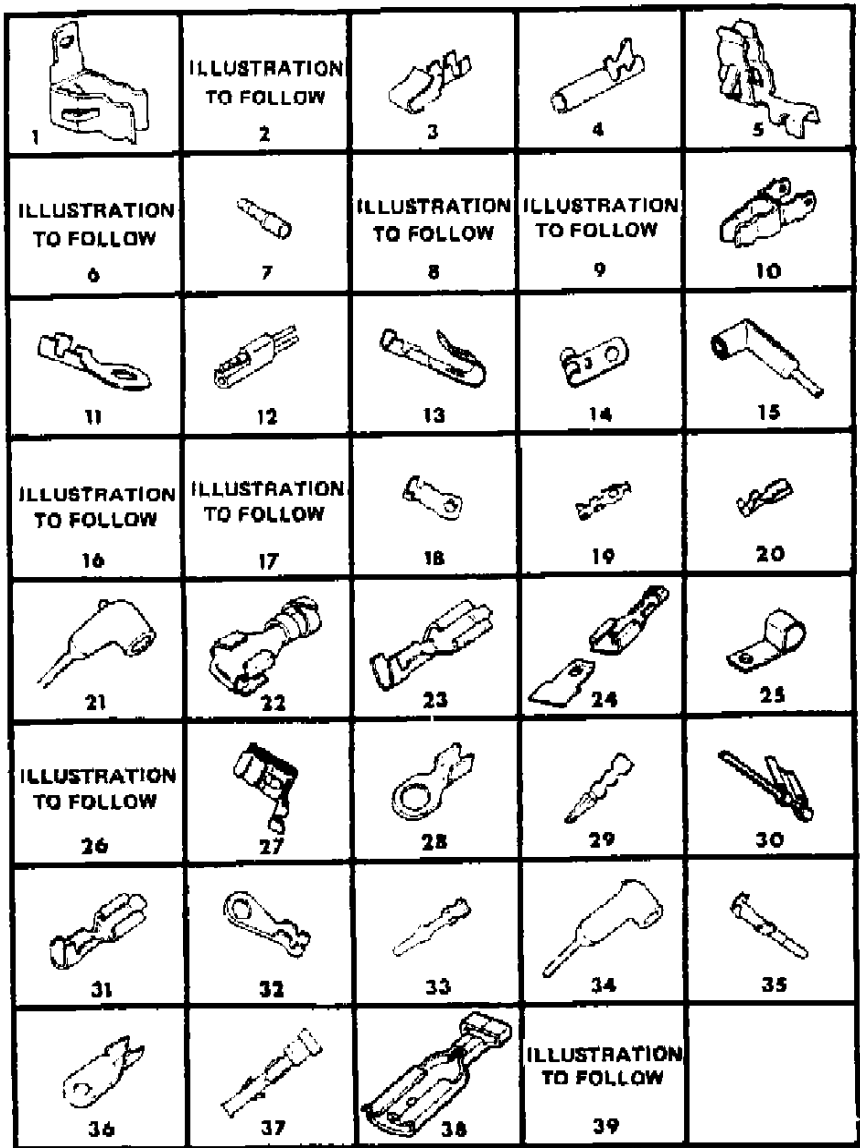 1
ILLUSTRATION
TO FOLLOW
2
3
4
5
ILLUSTRATION
TO FOLLOW
6
7
ILLUSTRATION
TO FOLLOW
8
ILLUSTRATION
TO FOLLOW
9
10
11
12
13
14
15
ILLUSTRATION
TO FOLLOW
16
ILLUSTRATION
TO FOLLOW
17
18
19
20
21
22
23
24
25
ILLUSTRATION
TO FOLLOW
26
27
28
29
30
31
32
33
34
35
36
37
38
ILLUSTRATION
TO FOLLOW
39